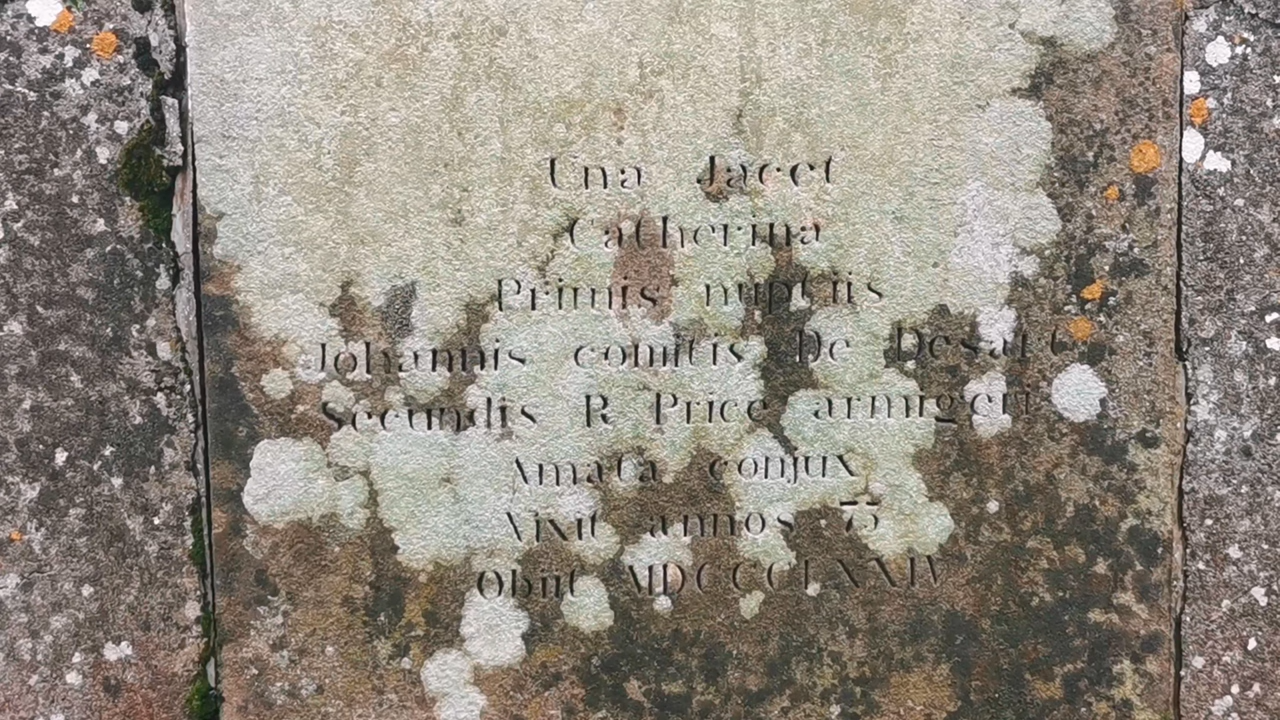 Una Jacet
Catherina
Primis nuptiis
Johannis comitis De Desart
Secundis R Price armigeri
Amata conjux
Vixit annos 75
Obiit MDCCCLXXIV